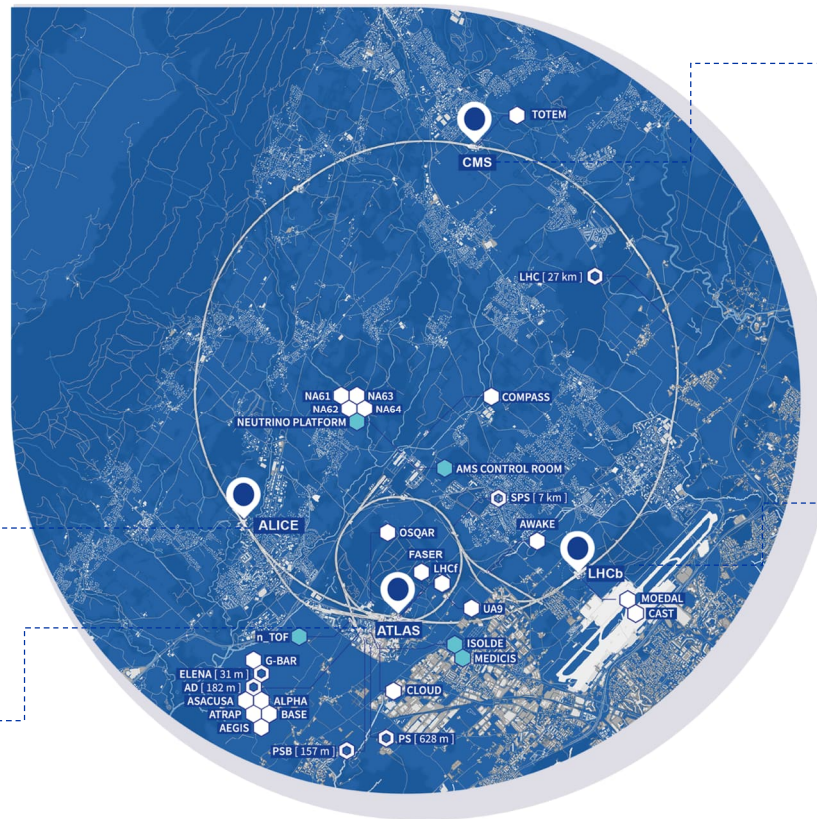 TOTEM
CMS
LHC [ 27 km ]
NA61 NA63
NA62 NA64
NEUTRINO PLATFORM
COMPASS
AMS CONTROL ROOM
SPS [ 7 km ]
ALICE
OSQAR
AWAKE
FASER
LHCf
LHCb
MOEDAL
CAST
UA9
ATLAS
n_TOF
ISOLDE
MEDICIS
G-BAR
ELENA [ 31 m ]
AD [ 182 m ]
ASACUSA ALPHA
ATRAP BASE
AEGIS
CLOUD
PS [ 628 m ]
PSB [ 157 m ]